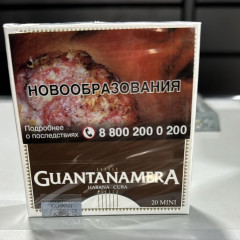 НОВООБРАЗОВАНИЯ
Подробнее
о последствиях
8 800 200 0 200
GUANTANAMERA
HABANA CUBA
20 MINI